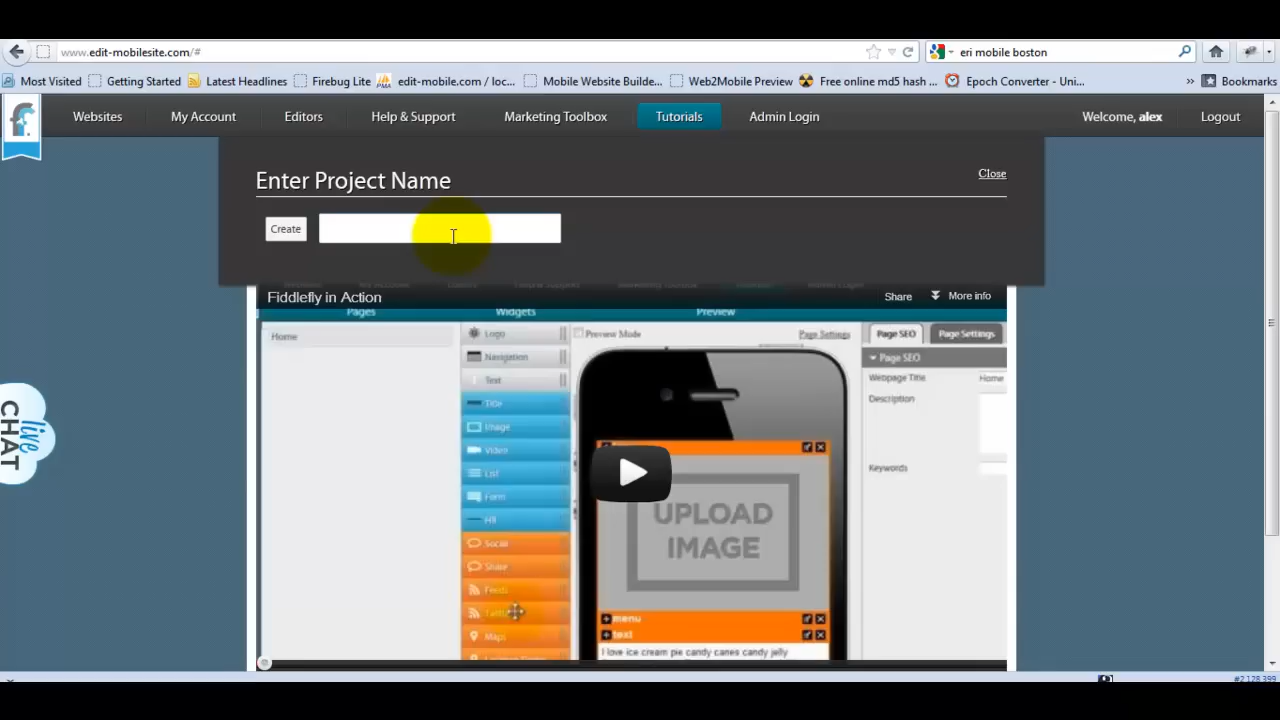 www.edit-mobilesite.com/#
eri mobile boston
Most Visited Getting Started Latest Headlines Firebug Lite edit-mobile.com / loc... Mobile Website Builde... Web2Mobile Preview Free online md5 hash ... Epoch Converter - Uni... » Bookmarks
Websites My Account Editors Help & Support Marketing Toolbox Tutorials Admin Login Welcome, alex Logout
Enter Project Name
Close
Create
Fiddlefly in Action
Share More info
Pages Widgets Preview
Home
Logo
Navigation
Text
Title
Image
Video
List
Form
HR
Social
Share
Feeds
Maps
Preview Mode
Page Settings
Page SEO Page Settings
Page SEO
Webpage Title Home
Description
Keywords
UPLOAD
IMAGE
menu
text
I love ice cream pie candy canes candy jelly
live
CHAT
#2,128,399